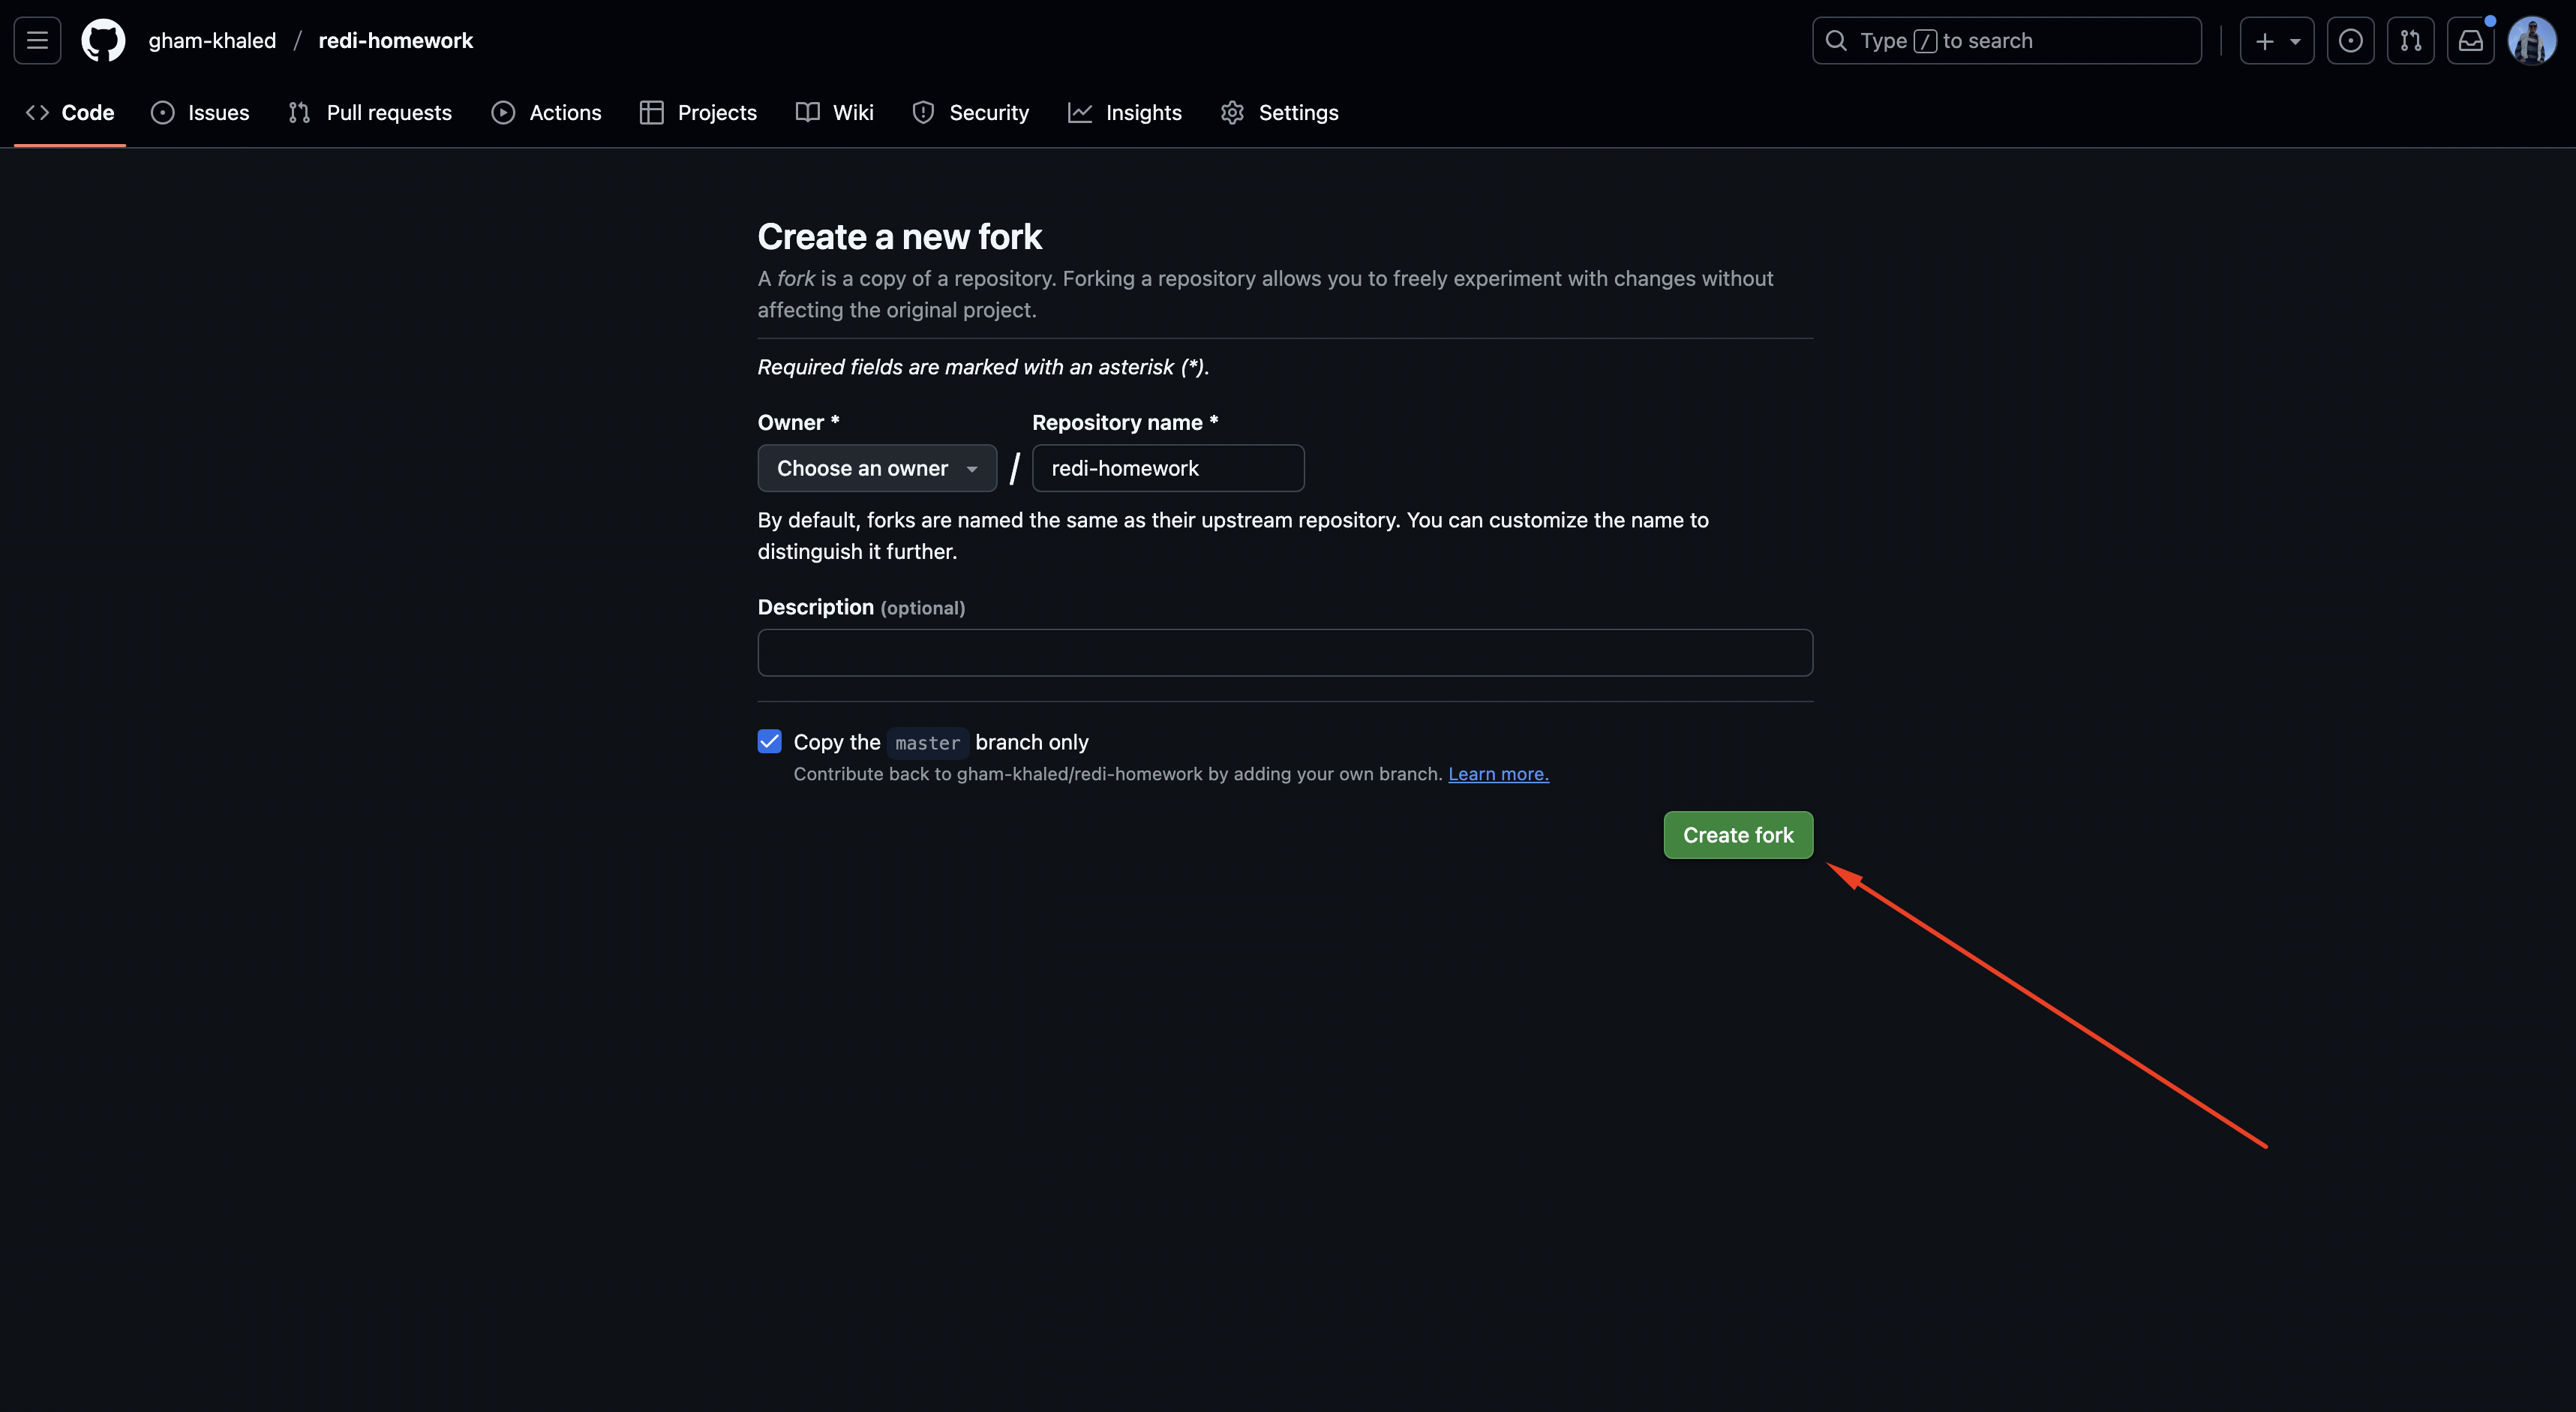 gham-khaled / redi-homework
Type / to search
Code Issues Pull requests Actions Projects Wiki Security Insights Settings
Create a new fork
A fork is a copy of a repository. Forking a repository allows you to freely experiment with changes without
affecting the original project.
Required fields are marked with an asterisk (*).
Owner * Repository name *
Choose an owner / redi-homework
By default, forks are named the same as their upstream repository. You can customize the name to
distinguish it further.
Description (optional)
Copy the master branch only
Contribute back to gham-khaled/redi-homework by adding your own branch. Learn more.
Create fork